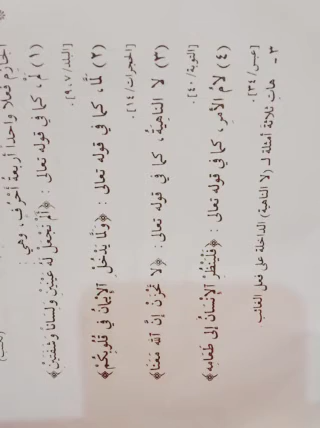 الجازم فعلا واحدا أربعة أحرف، وهي:
(١) لَمْ، كما في قوله تعالى: ﴿أَلَمْ نَجْعَل لَّهُ عَيْنَيْنِ وَلِسَانًا وَشَفَتَيْنِ﴾
[البلد/٩،٧].
(٢) لَمَّا، كما في قوله تعالى: ﴿وَلَمَّا يَدْخُلِ الْإِيمَانُ فِي قُلُوبِكُمْ﴾
[الحجرات/١٤].
(٣) لا الناهية، كما في قوله تعالى: ﴿لَا تَحْزَنْ إِنَّ اللَّهَ مَعَنَا﴾
[التوبة/٤٠].
(٤) لامُ الأمرِ، كما في قوله تعالى: ﴿فَلْيَنظُرِ الْإِنسَانُ إِلَى طَعَامِهِ﴾
[عبس/٢٤].
٣ - هات ثلاثة أمثلة لـ (لا الناهية) الداخلة على فعل الغائب